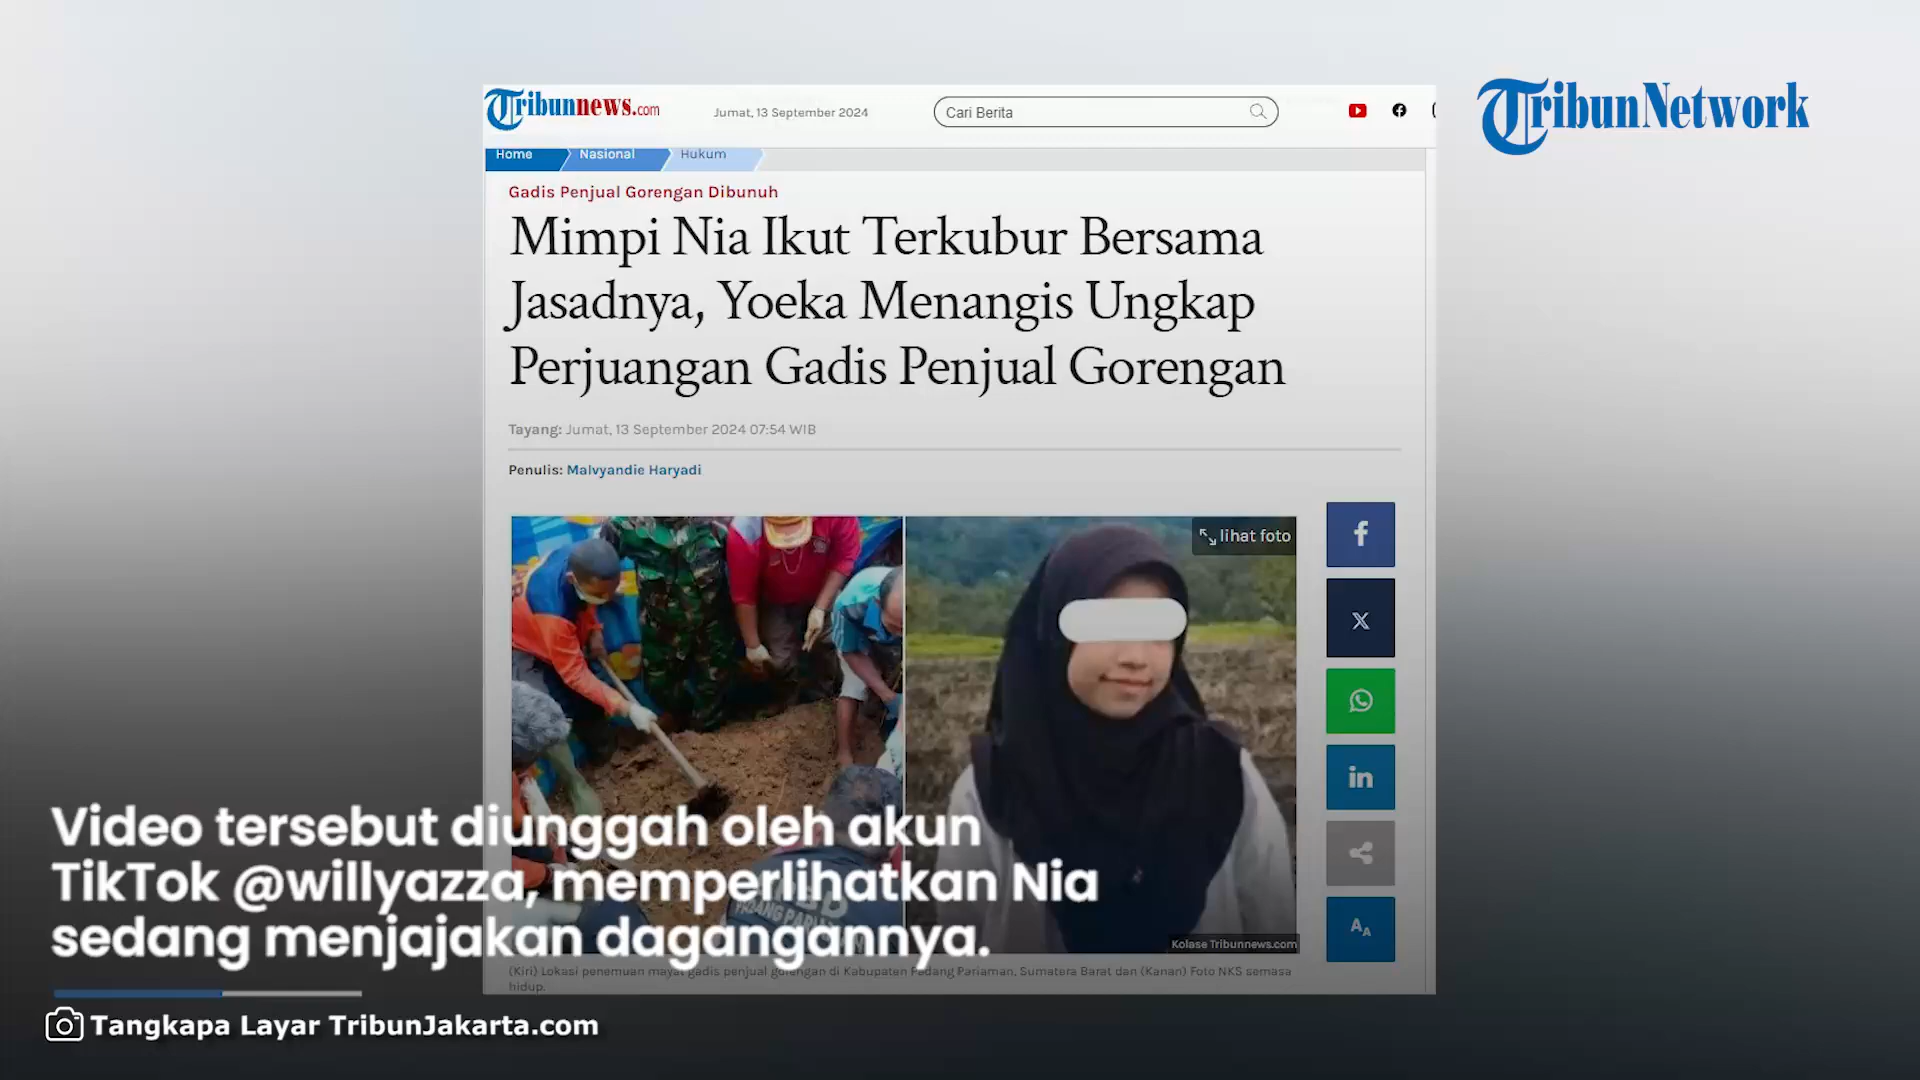 Tribunnews.com
Jumat, 13 September 2024
Cari Berita
TribunNetwork
Home
Nasional
Hukum
Gadis Penjual Gorengan Dibunuh
Mimpi Nia Ikut Terkubur Bersama
Jasadnya, Yoeka Menangis Ungkap
Perjuangan Gadis Penjual Gorengan
Tayang: Jumat, 13 September 2024 07:54 WIB
Penulis: Malvyandie Haryadi
lihat foto
Video tersebut diunggah oleh akun
TikTok @willyazza, memperlihatkan Nia
sedang menjajakan dagangannya.
Kolase Tribunnews.com
(Kiri) Lokasi penemuan mayat gadis penjual gorengan di Kabupaten Padang Pariaman, Sumatera Barat dan (Kanan) Foto NKS semasa
hidup.
Tangkapa Layar TribunJakarta.com